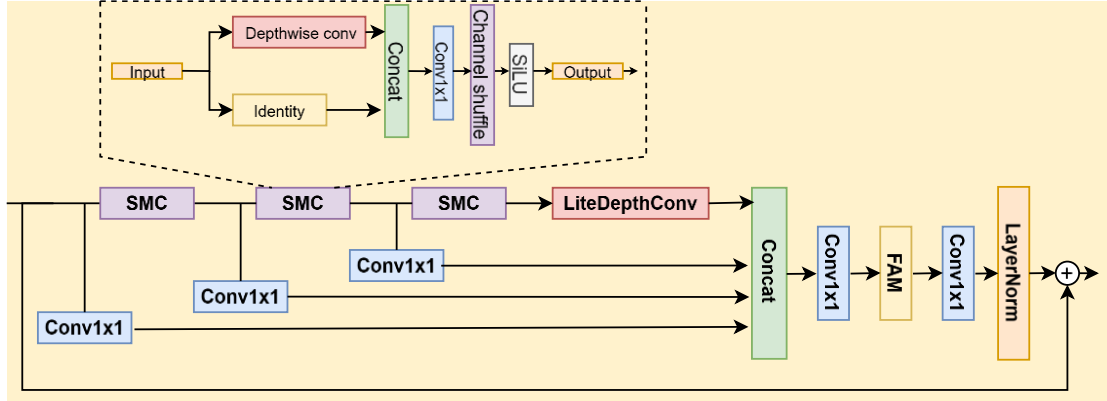 Input
Depthwise conv
Identity
Concat
Conv1x1
Channel shuffle
SiLU
Output
SMC
SMC
SMC
LiteDepthConv
Conv1x1
Conv1x1
Conv1x1
Concat
Conv1x1
FAM
Conv1x1
LayerNorm
+